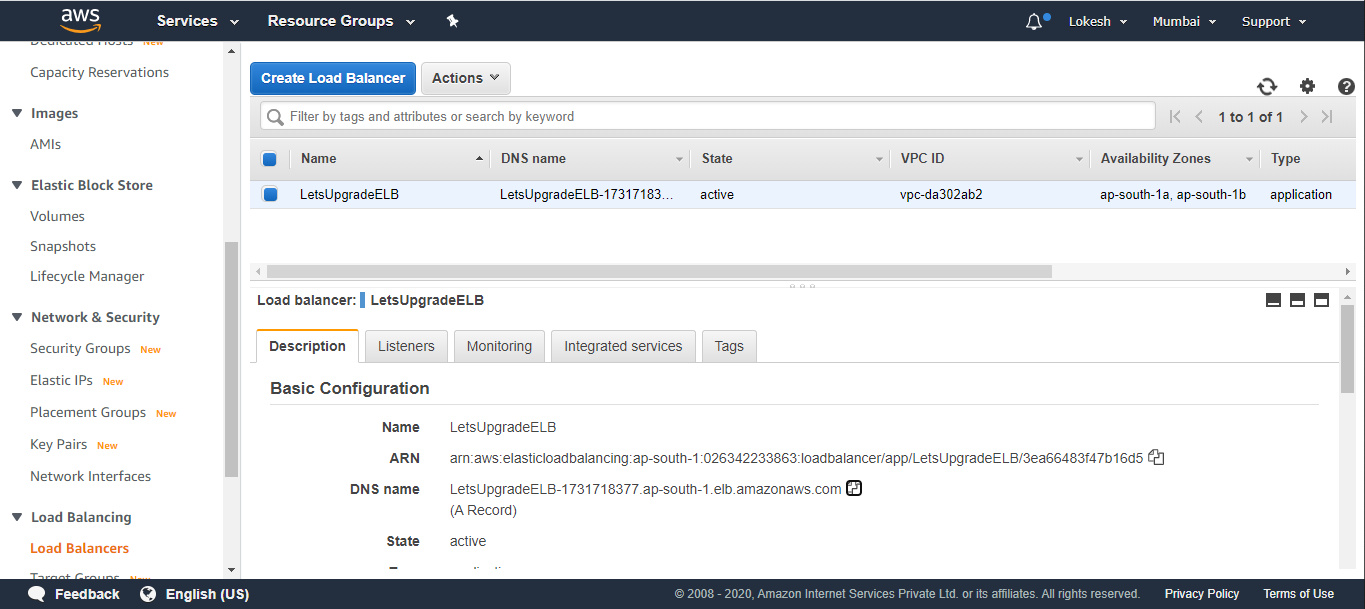 aws Services Resource Groups Lokesh Mumbai Support
Dedicated Hosts New
Capacity Reservations
Images
AMIs
Elastic Block Store
Volumes
Snapshots
Lifecycle Manager
Network & Security
Security Groups New
Elastic IPs New
Placement Groups New
Key Pairs New
Network Interfaces
Load Balancing
Load Balancers
Target Groups New
Create Load Balancer Actions
Filter by tags and attributes or search by keyword 1 to 1 of 1
Name DNS name State VPC ID Availability Zones Type
LetsUpgradeELB LetsUpgradeELB-17317183... active vpc-da302ab2 ap-south-1a, ap-south-1b application
Load balancer: LetsUpgradeELB
Description Listeners Monitoring Integrated services Tags
Basic Configuration
Name LetsUpgradeELB
ARN arn:aws:elasticloadbalancing:ap-south-1:026342233863:loadbalancer/app/LetsUpgradeELB/3ea66483f47b16d5
DNS name LetsUpgradeELB-1731718377.ap-south-1.elb.amazonaws.com
(A Record)
State active
Feedback English (US) © 2008 - 2020, Amazon Internet Services Private Ltd. or its affiliates. All rights reserved. Privacy Policy Terms of Use